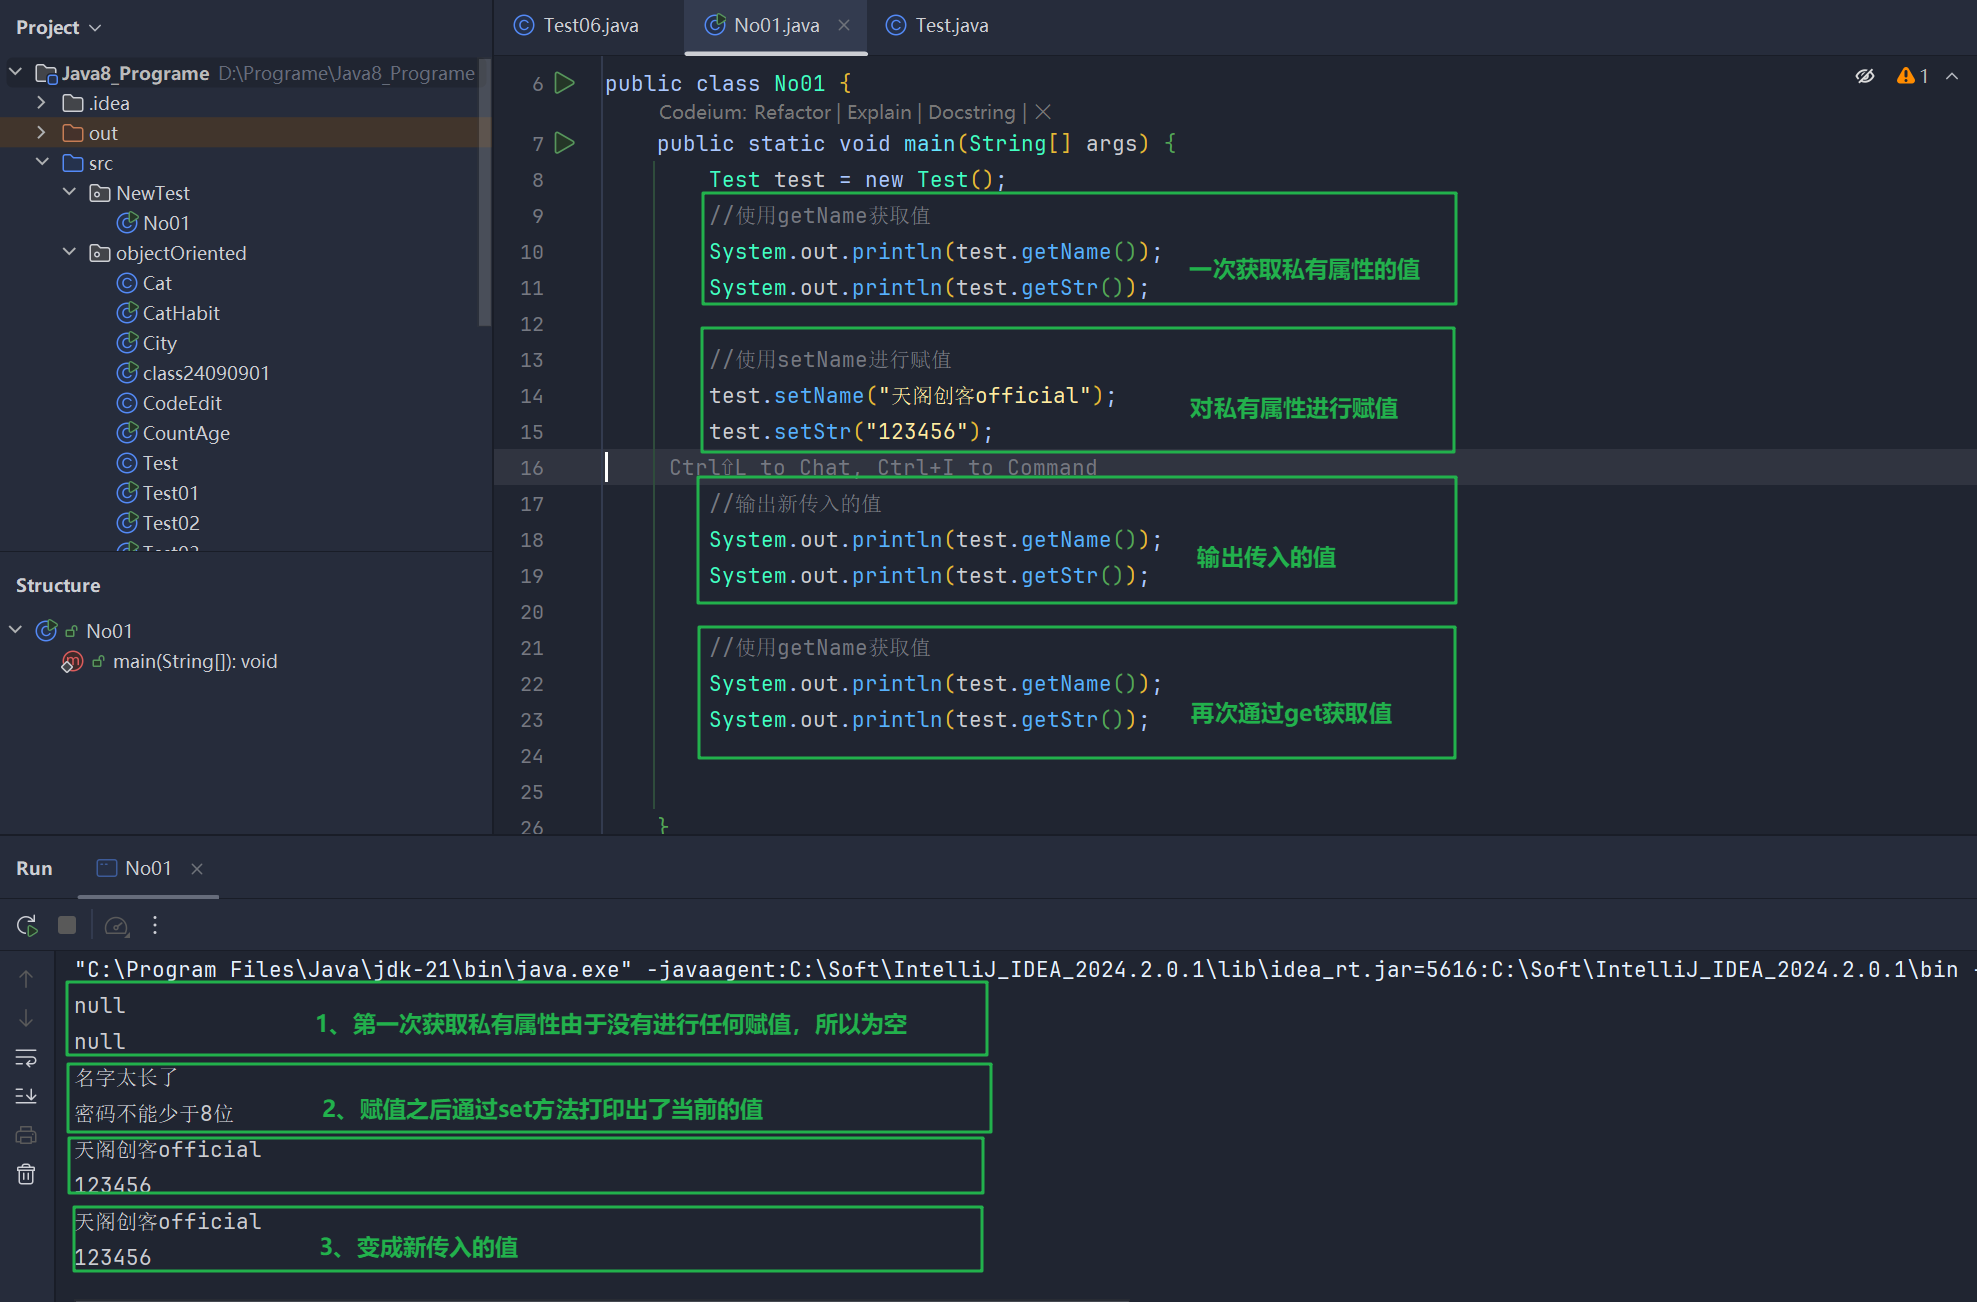 Project
Java8_Programe D:\Programe\Java8_Programe
.idea
out
src
NewTest
No01
objectOriented
Cat
CatHabit
City
class24090901
CodeEdit
CountAge
Test
Test01
Test02
Structure
No01
main(String[]): void
Test06.java
No01.java
Test.java
1
6 public class No01 {
Codeium: Refactor | Explain | Docstring | ×
7 public static void main(String[] args) {
8 Test test = new Test();
9 //使用getName获取值
10 System.out.println(test.getName());
11 System.out.println(test.getStr());
一次获取私有属性的值
12
13 //使用setName进行赋值
14 test.setName("天阁创客official");
15 test.setStr("123456");
对私有属性进行赋值
16 Ctrl⇧L to Chat, Ctrl+I to Command
17 //输出新传入的值
18 System.out.println(test.getName());
19 System.out.println(test.getStr());
输出传入的值
20
21 //使用getName获取值
22 System.out.println(test.getName());
23 System.out.println(test.getStr());
再次通过get获取值
24
25
26 }
Run
No01
"C:\Program Files\Java\jdk-21\bin\java.exe" -javaagent:C:\Soft\IntelliJ_IDEA_2024.2.0.1\lib\idea_rt.jar=5616:C:\Soft\IntelliJ_IDEA_2024.2.0.1\bin -
null
null
1、第一次获取私有属性由于没有进行任何赋值，所以为空
名字太长了
密码不能少于8位
2、赋值之后通过set方法打印出了当前的值
天阁创客official
123456
天阁创客official
123456
3、变成新传入的值